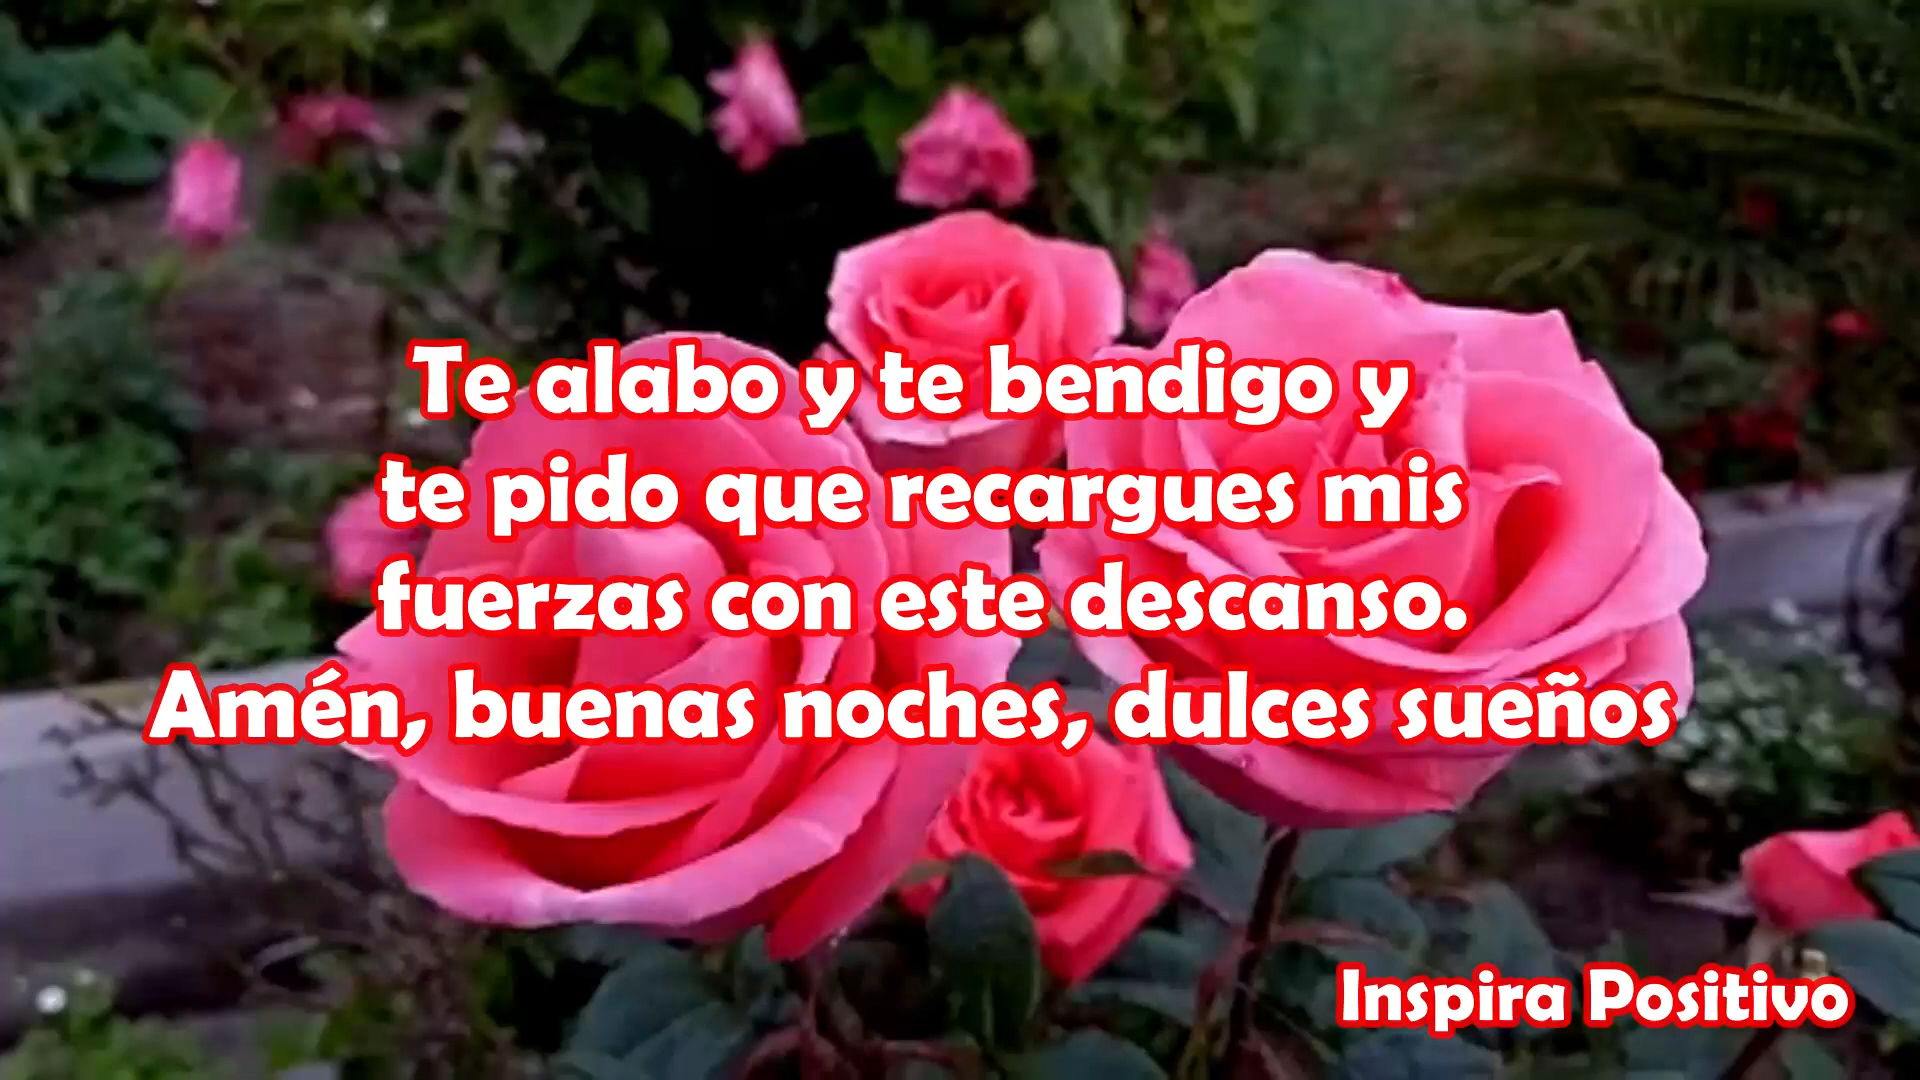 Te alabo y te bendigo y
te pido que recargues mis
fuerzas con este descanso.
Amén, buenas noches, dulces sueños
Inspira Positivo